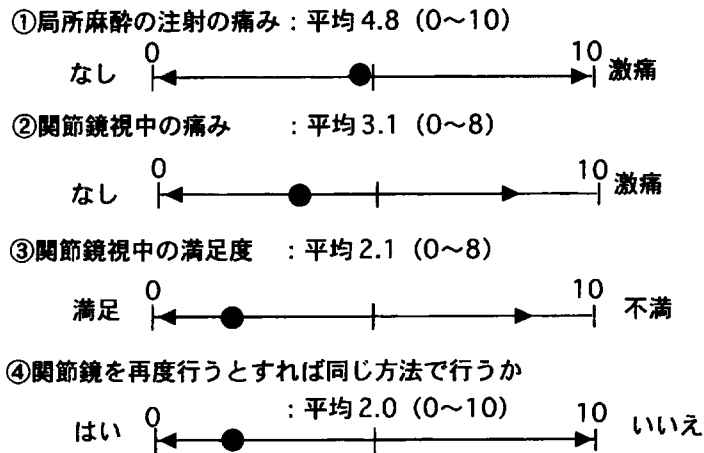 ①局所麻酔の注射の痛み：平均4.8（0〜10）
0 10
なし 激痛
②関節鏡視中の痛み ：平均3.1（0〜8）
0 10
なし 激痛
③関節鏡視中の満足度 ：平均2.1（0〜8）
0 10
満足 不満
④関節鏡を再度行うとすれば同じ方法で行うか
0 ：平均2.0（0〜10） 10
はい いいえ